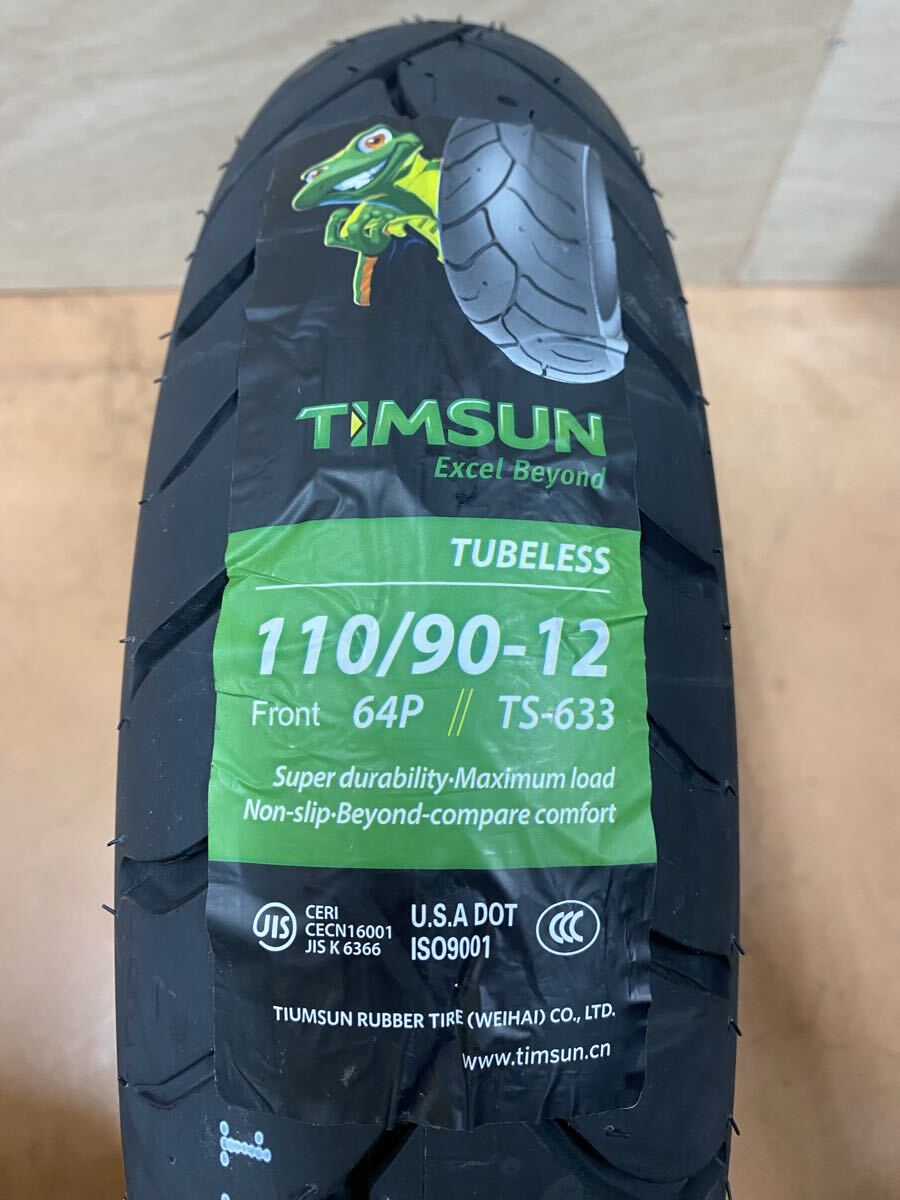 TIMSUN
Excel Beyond
TUBELESS
110/90-12
Front 64P // TS-633
Super durability·Maximum load
Non-slip·Beyond-compare comfort
JIS CERI
CECN16001
JIS K 6366
U.S.A DOT
ISO9001
CCC
TIUMSUN RUBBER TIRE (WEIHAI) CO., LTD.
www.timsun.cn